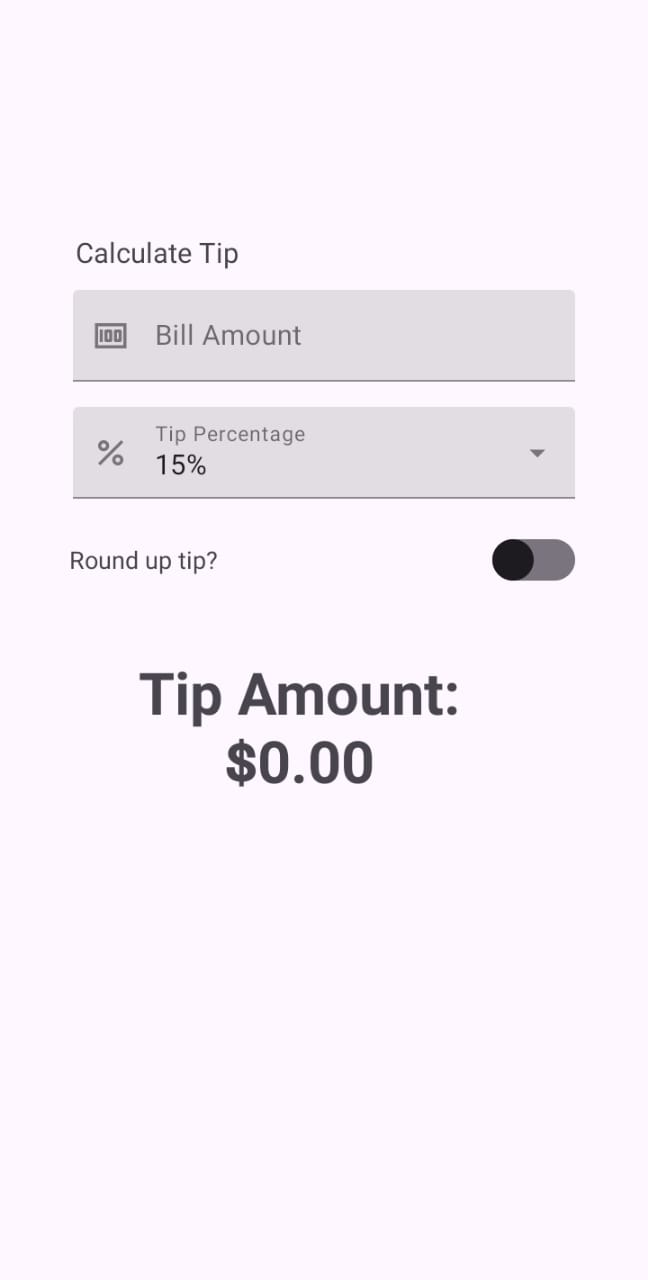 Calculate Tip
Bill Amount
Tip Percentage
15%
Round up tip?
Tip Amount:
$0.00